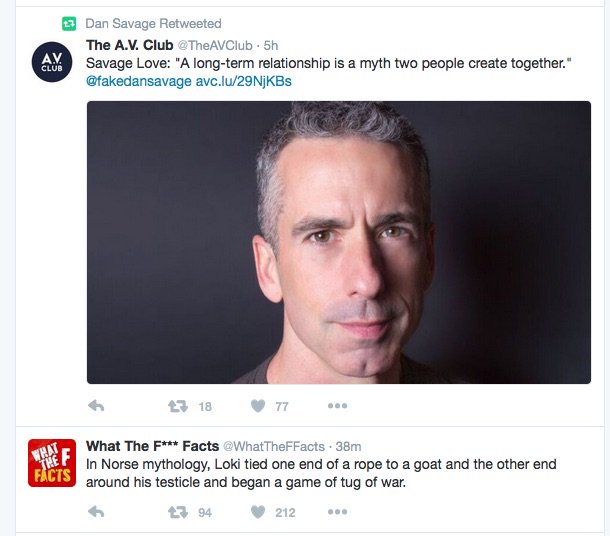 Dan Savage Retweeted
A.V. CLUB
The A.V. Club @TheAVClub · 5h
Savage Love: "A long-term relationship is a myth two people create together."
@fakedansavage avc.lu/29NjKBs
18 77
WHAT THE F FACTS
What The F*** Facts @WhatTheFFacts · 38m
In Norse mythology, Loki tied one end of a rope to a goat and the other end
around his testicle and began a game of tug of war.
94 212